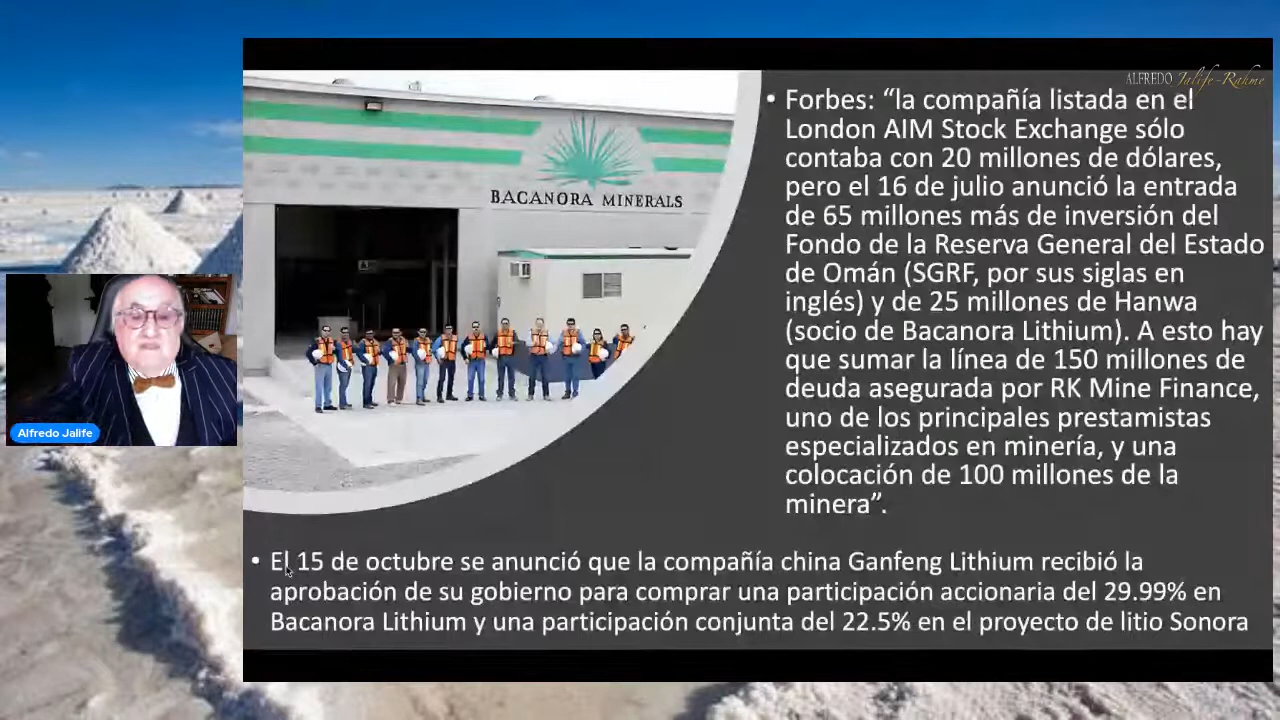 ALFREDO Jalife-Rahme
BACANORA MINERALS
• Forbes: “la compañía listada en el
London AIM Stock Exchange sólo
contaba con 20 millones de dólares,
pero el 16 de julio anunció la entrada
de 65 millones más de inversión del
Fondo de la Reserva General del Estado
de Omán (SGRF, por sus siglas en
inglés) y de 25 millones de Hanwa
(socio de Bacanora Lithium). A esto hay
que sumar la línea de 150 millones de
deuda asegurada por RK Mine Finance,
uno de los principales prestamistas
especializados en minería, y una
colocación de 100 millones de la
minera”.
Alfredo Jalife
• El 15 de octubre se anunció que la compañía china Ganfeng Lithium recibió la
aprobación de su gobierno para comprar una participación accionaria del 29.99% en
Bacanora Lithium y una participación conjunta del 22.5% en el proyecto de litio Sonora